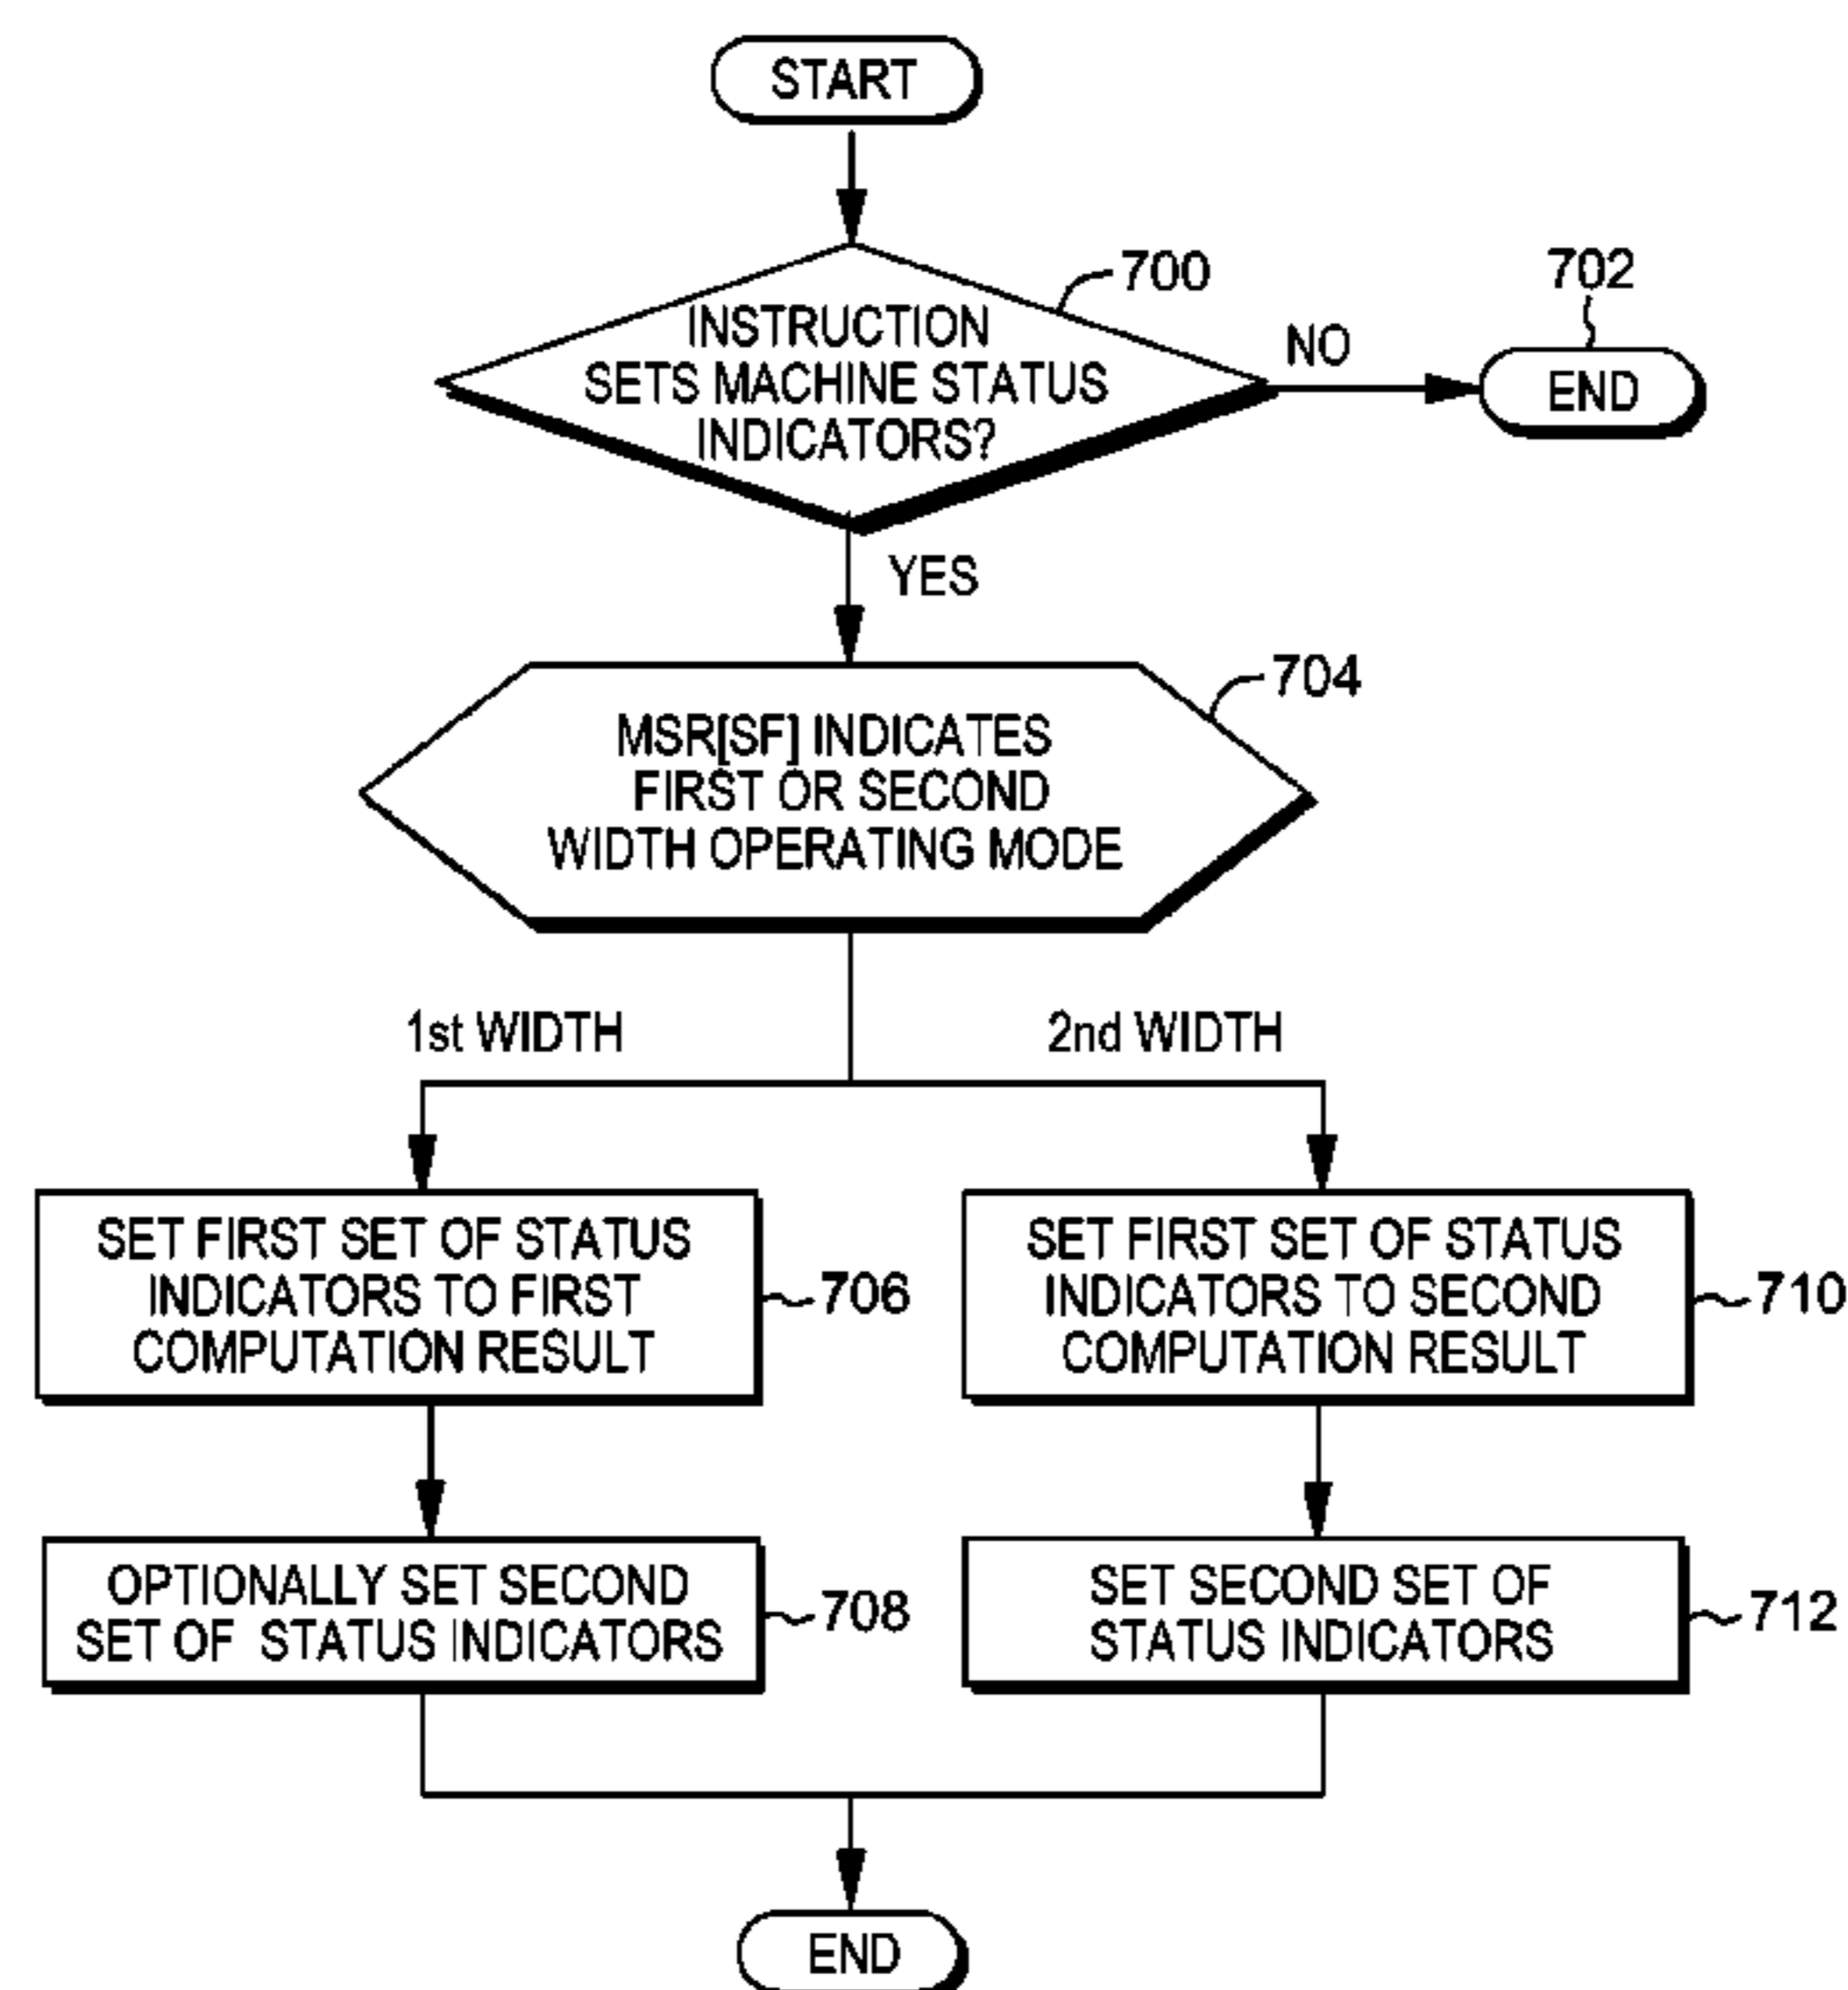 START
INSTRUCTION
SETS MACHINE STATUS
INDICATORS?
700
NO
702
END
YES
704
MSR[SF] INDICATES
FIRST OR SECOND
WIDTH OPERATING MODE
1st WIDTH
2nd WIDTH
SET FIRST SET OF STATUS
INDICATORS TO FIRST
COMPUTATION RESULT
706
SET FIRST SET OF STATUS
INDICATORS TO SECOND
COMPUTATION RESULT
710
OPTIONALLY SET SECOND
SET OF STATUS INDICATORS
708
SET SECOND SET OF
STATUS INDICATORS
712
END